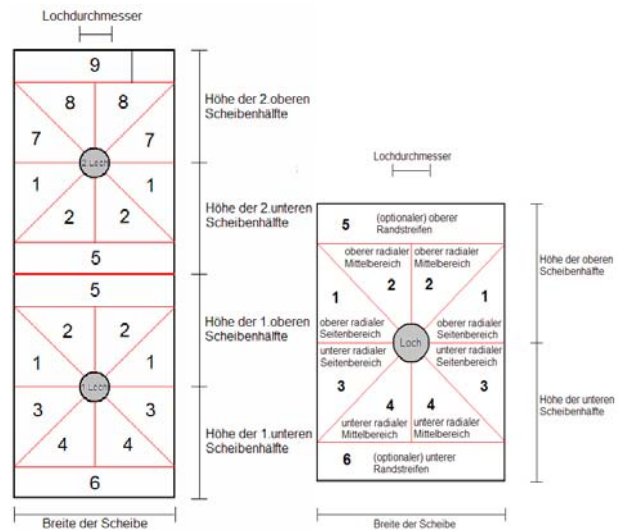 Lochdurchmesser
9
8 8
7 7
2.Loch
1 1
2 2
5
5
2 2
1 1
1.Loch
3 3
4 4
6
Breite der Scheibe
Höhe der 2.oberen
Scheibenhälfte
Höhe der 2.unteren
Scheibenhälfte
Höhe der 1.oberen
Scheibenhälfte
Höhe der 1.unteren
Scheibenhälfte
Lochdurchmesser
5 (optionaler) oberer
Randstreifen
oberer radialer oberer radialer
Mittelbereich Mittelbereich
2 2
1 1
oberer radialer oberer radialer
Seitenbereich Seitenbereich
Loch
unterer radialer unterer radialer
Seitenbereich Seitenbereich
3 3
4 4
unterer radialer unterer radialer
Mittelbereich Mittelbereich
6 (optionaler) unterer
Randstreifen
Breite der Scheibe
Höhe der oberen
Scheibenhälfte
Höhe der unteren
Scheibenhälfte